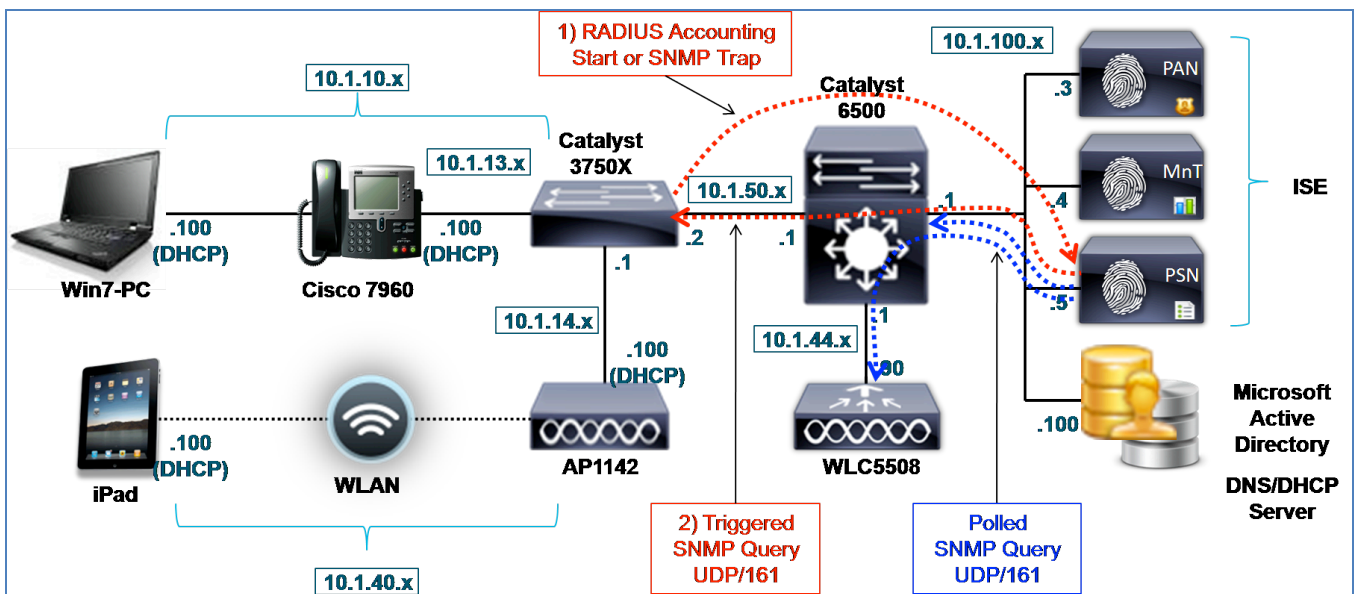 1) RADIUS Accounting
Start or SNMP Trap
10.1.100.x
10.1.10.x
Catalyst
6500
PAN
.3
Catalyst
3750X
10.1.13.x
10.1.50.x
MnT
.4
ISE
.1
.100
(DHCP)
.100
(DHCP)
.2
.1
PSN
.5
Win7-PC
Cisco 7960
.1
10.1.14.x
.1
10.1.44.x
.100
(DHCP)
Microsoft
Active
Directory
.100
.100
(DHCP)
iPad
WLAN
AP1142
WLC5508
DNS/DHCP
Server
2) Triggered
SNMP Query
UDP/161
Polled
SNMP Query
UDP/161
10.1.40.x